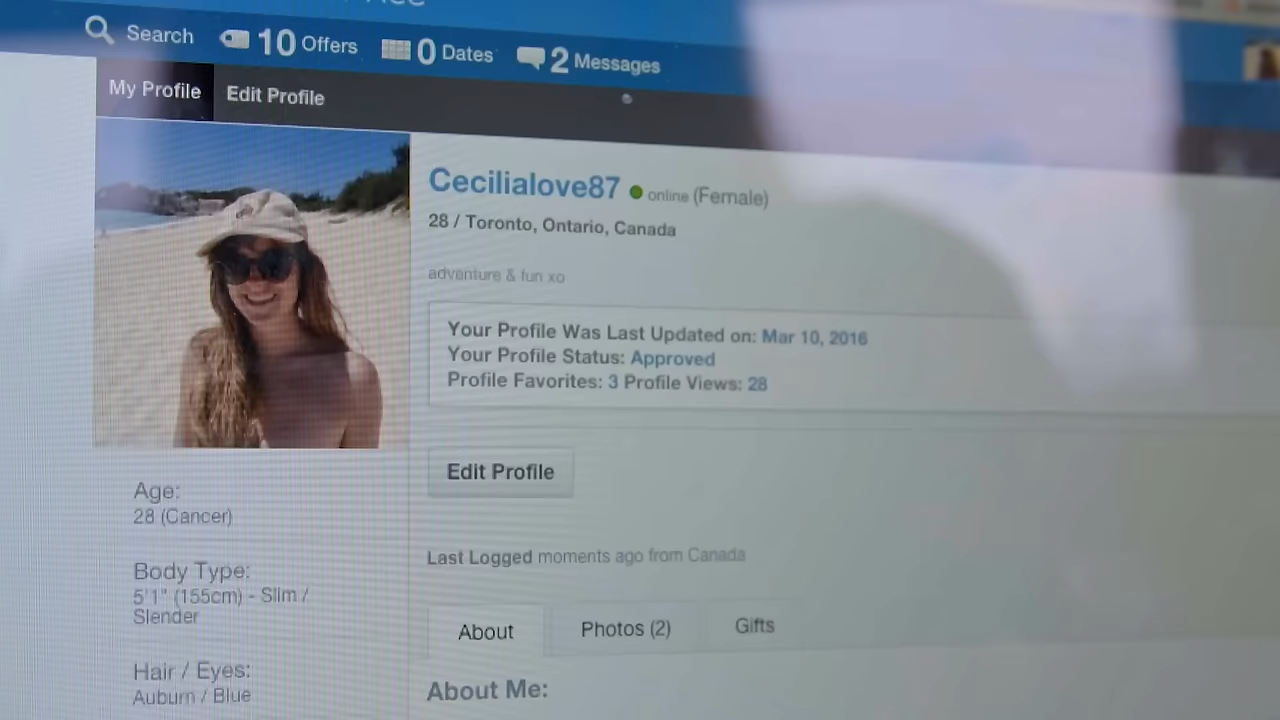 Search 10 Offers 0 Dates 2 Messages
My Profile Edit Profile
Cecilialove87 online (Female)
28 / Toronto, Ontario, Canada
adventure & fun xo
Your Profile Was Last Updated on: Mar 10, 2016
Your Profile Status: Approved
Profile Favorites: 3 Profile Views: 28
Edit Profile
Last Logged moments ago from Canada
About Photos (2) Gifts
About Me:
Age:
28 (Cancer)
Body Type:
5'1" (155cm) - Slim /
Slender
Hair / Eyes:
Auburn / Blue